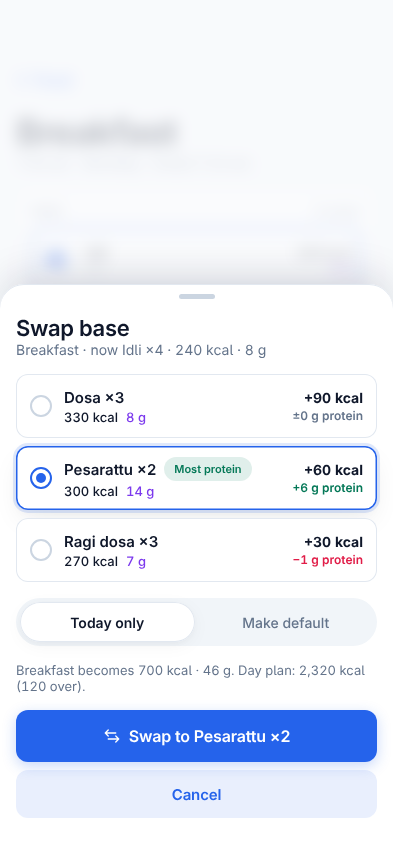 Breakfast
Swap base
Breakfast · now Idli ×4 · 240 kcal · 8 g
Dosa ×3
+90 kcal
330 kcal 8 g
±0 g protein
Pesarattu ×2
Most protein
+60 kcal
300 kcal 14 g
+6 g protein
Ragi dosa ×3
+30 kcal
270 kcal 7 g
−1 g protein
Today only
Make default
Breakfast becomes 700 kcal · 46 g. Day plan: 2,320 kcal
(120 over).
Swap to Pesarattu ×2
Cancel